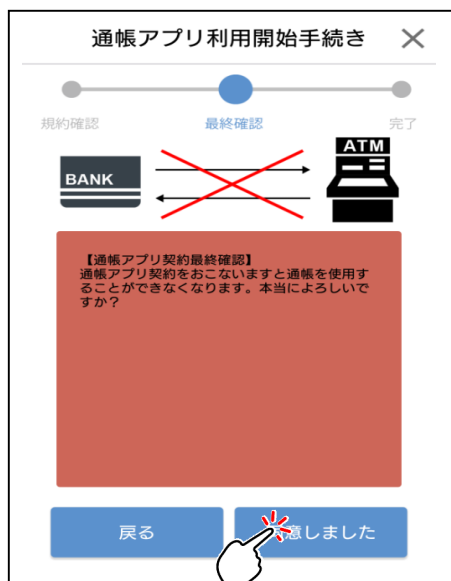 通帳アプリ利用開始手続き
規約確認
最終確認
完了
ATM
BANK
【通帳アプリ契約最終確認】
通帳アプリ契約をおこないますと通帳を使用す
ることができなくなります。本当によろしいで
すか？
戻る
意しました